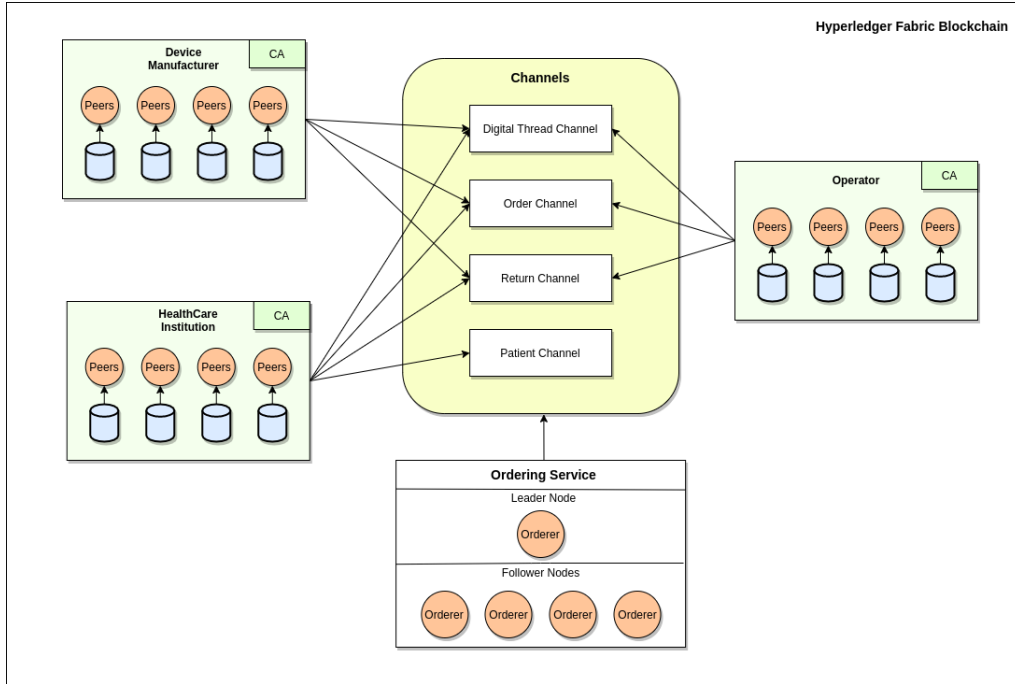 Hyperledger Fabric Blockchain
Device
Manufacturer
CA
Peers
Peers
Peers
Peers
HealthCare
Institution
CA
Peers
Peers
Peers
Peers
Channels
Digital Thread Channel
Order Channel
Return Channel
Patient Channel
Operator
CA
Peers
Peers
Peers
Peers
Ordering Service
Leader Node
Orderer
Follower Nodes
Orderer
Orderer
Orderer
Orderer